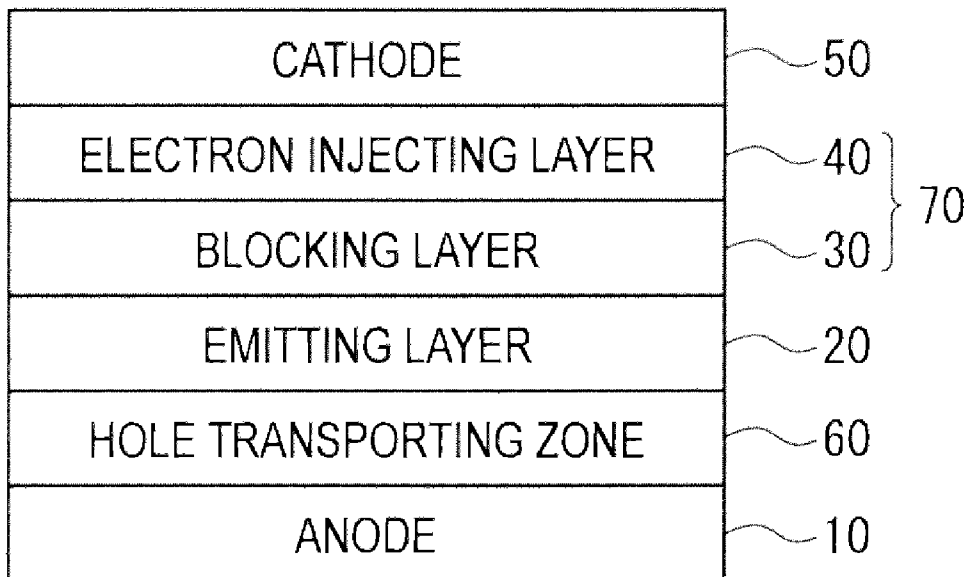 CATHODE 50
ELECTRON INJECTING LAYER 40
70
BLOCKING LAYER 30
EMITTING LAYER 20
HOLE TRANSPORTING ZONE 60
ANODE 10